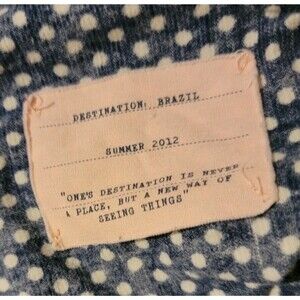 DESTINATION: BRAZIL
SUMMER 2012
"ONE'S DESTINATION IS NEVER
A PLACE, BUT A NEW WAY OF
SEEING THINGS"